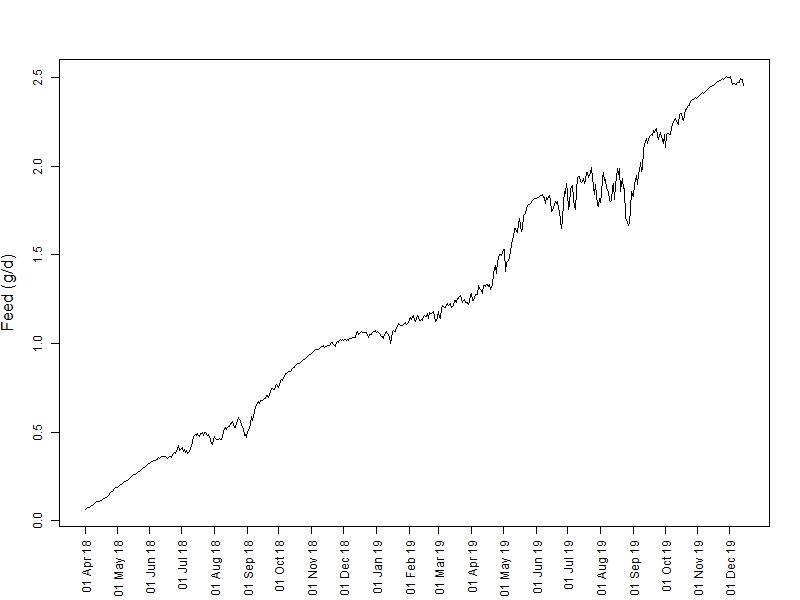 Feed (g/d)
2.5
2.0
1.5
1.0
0.5
0.0
01 Apr 18
01 May 18
01 Jun 18
01 Jul 18
01 Aug 18
01 Sep 18
01 Oct 18
01 Nov 18
01 Dec 18
01 Jan 19
01 Feb 19
01 Mar 19
01 Apr 19
01 May 19
01 Jun 19
01 Jul 19
01 Aug 19
01 Sep 19
01 Oct 19
01 Nov 19
01 Dec 19